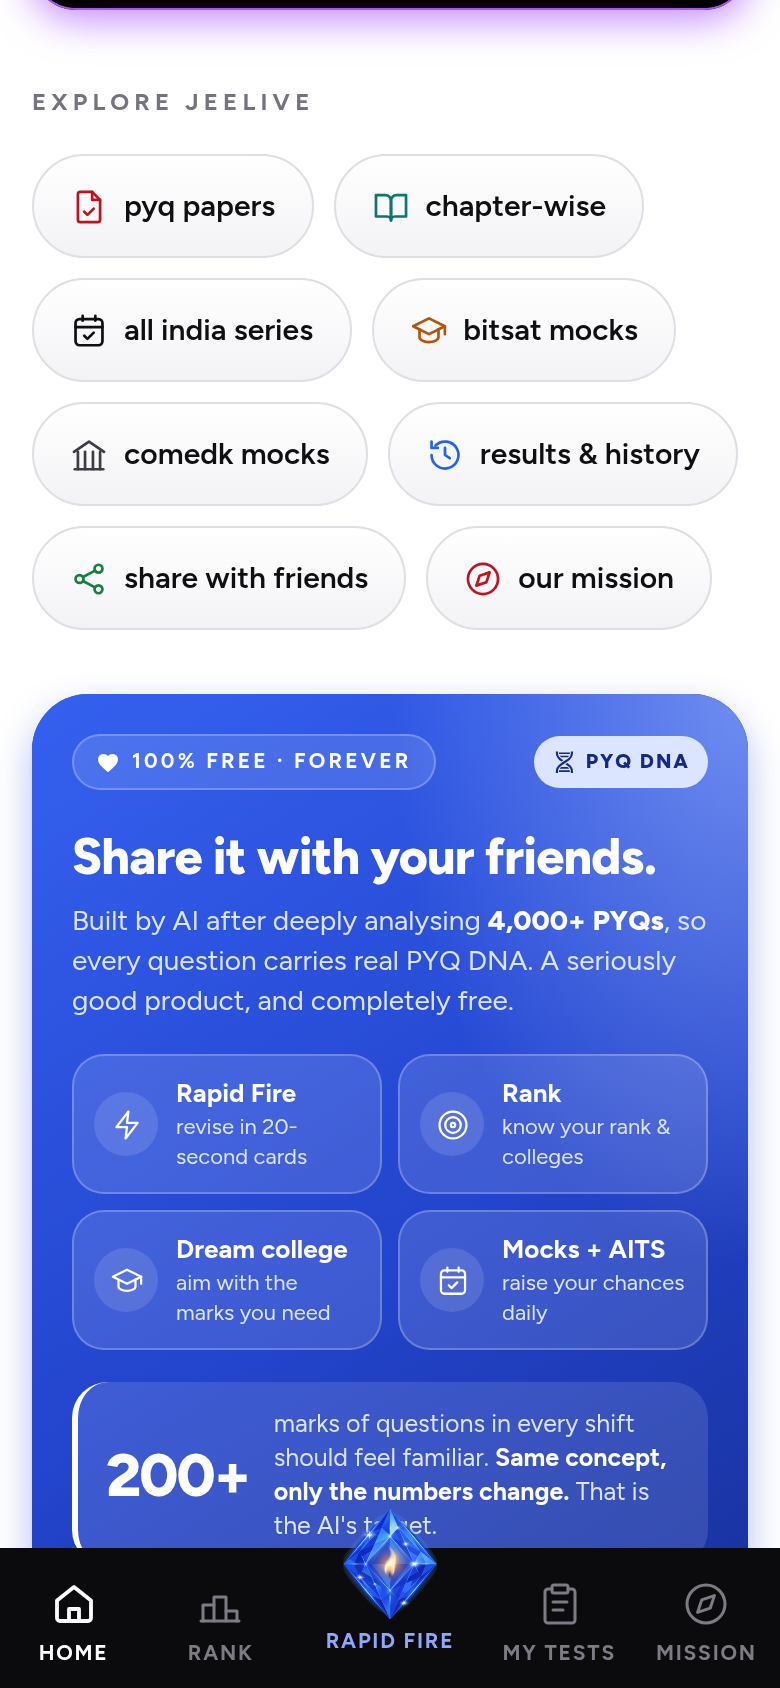 EXPLORE JEELIVE
pyq papers
chapter-wise
all india series
bitsat mocks
comedk mocks
results & history
share with friends
our mission
100% FREE · FOREVER
PYQ DNA
Share it with your friends.
Built by AI after deeply analysing 4,000+ PYQs, so
every question carries real PYQ DNA. A seriously
good product, and completely free.
Rapid Fire
revise in 20-
second cards
Rank
know your rank &
colleges
Dream college
aim with the
marks you need
Mocks + AITS
raise your chances
daily
200+
marks of questions in every shift
should feel familiar. Same concept,
only the numbers change. That is
the AI's target.
HOME
RANK
RAPID FIRE
MY TESTS
MISSION